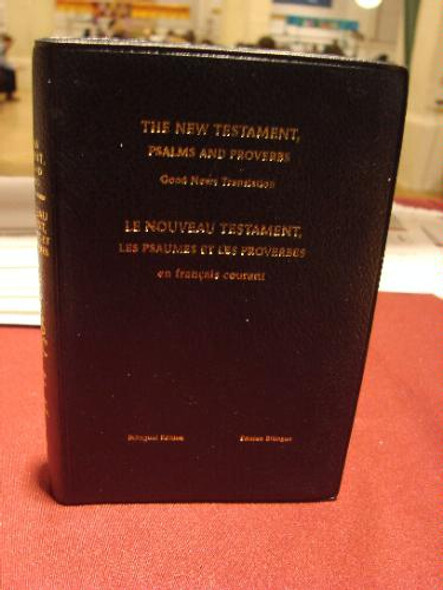 THE NEW TESTAMENT,
PSALMS AND PROVERBS
Good News Translation
LE NOUVEAU TESTAMENT,
LES PSAUMES ET LES PROVERBES
en français courant
Bilingual Edition
Édition Bilingue